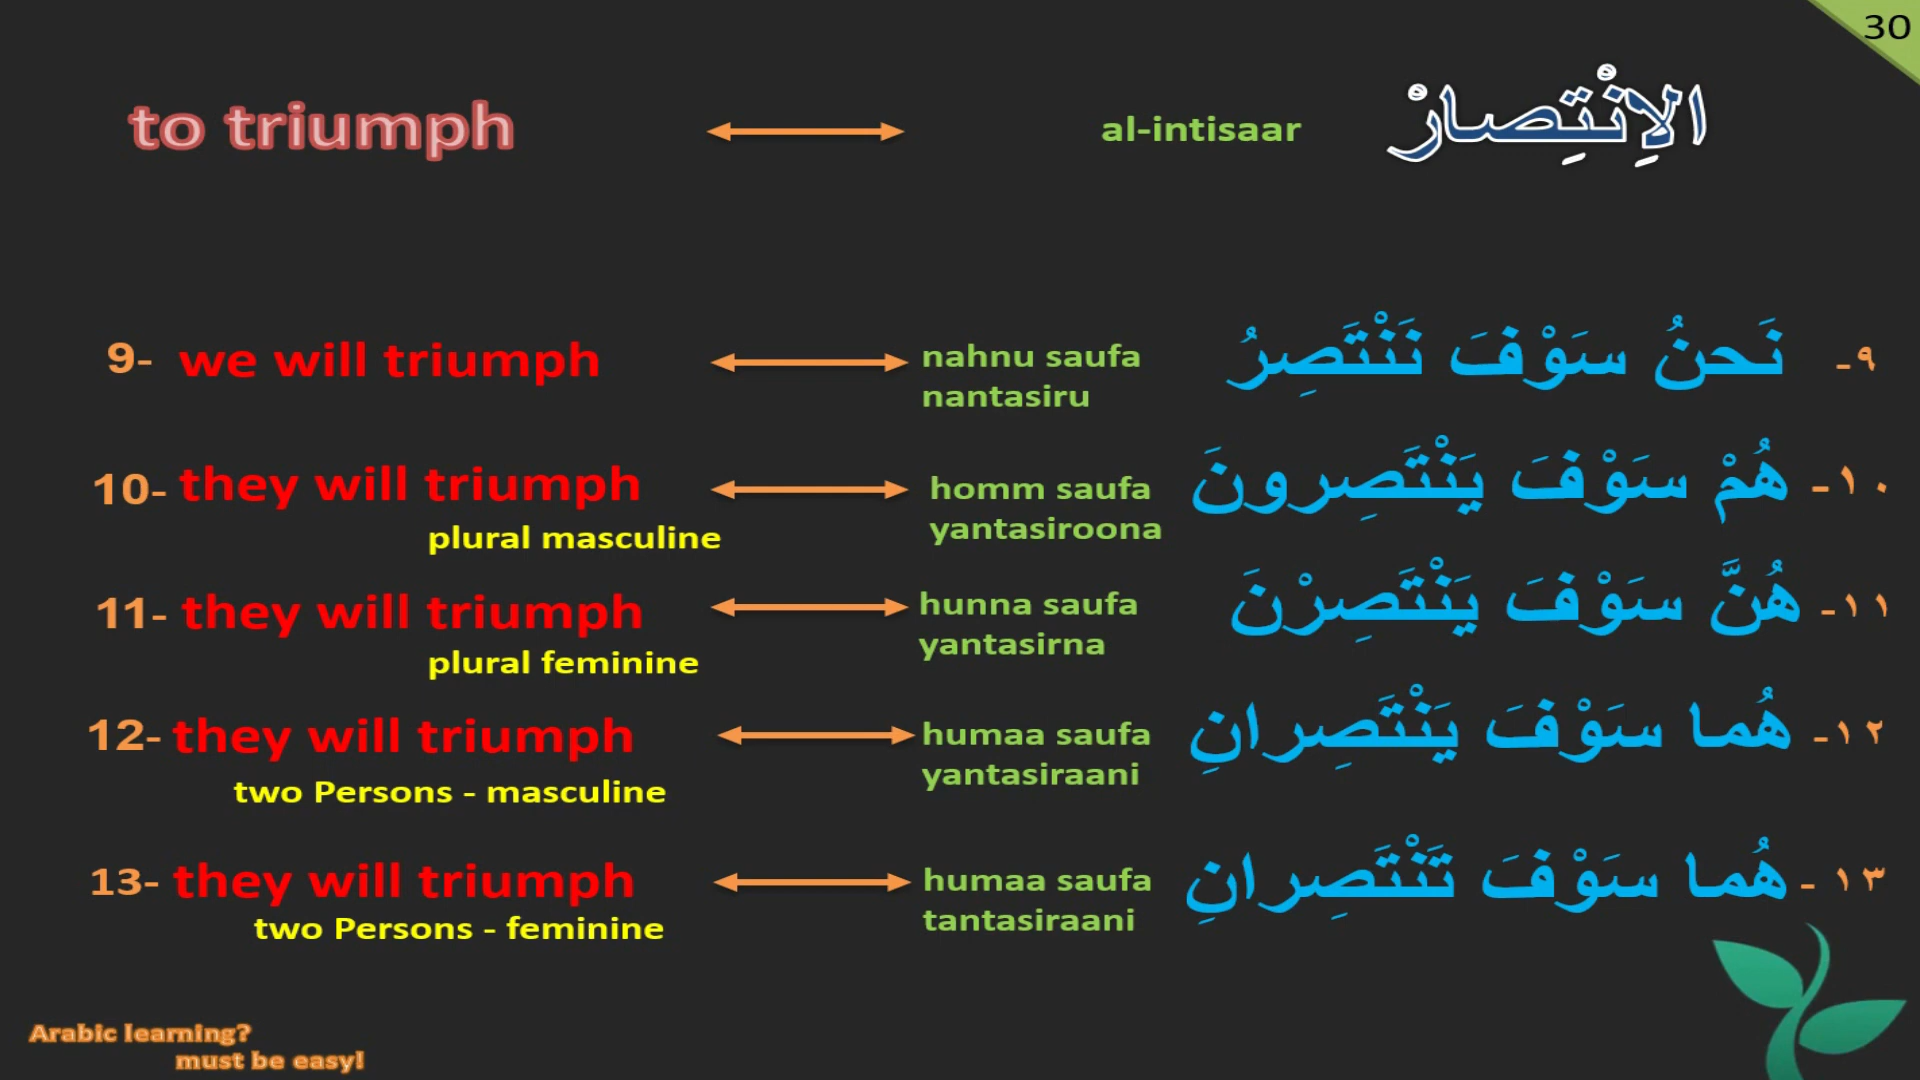 30
to triumph al-intisaar الاِنْتِصارْ
9- we will triumph nahnu saufa نَحنُ سَوْفَ نَنْتَصِرُ ٩-
nantasiru
10- they will triumph homm saufa هُمْ سَوْفَ يَنْتَصِرونَ ١٠-
plural masculine yantasiroona
11- they will triumph hunna saufa هُنَّ سَوْفَ يَنْتَصِرْنَ ١١-
plural feminine yantasirna
12- they will triumph humaa saufa هُما سَوْفَ يَنْتَصِرانِ ١٢-
two Persons - masculine yantasiraani
13- they will triumph humaa saufa هُما سَوْفَ تَنْتَصِرانِ ١٣-
two Persons - feminine tantasiraani
Arabic learning?
must be easy!